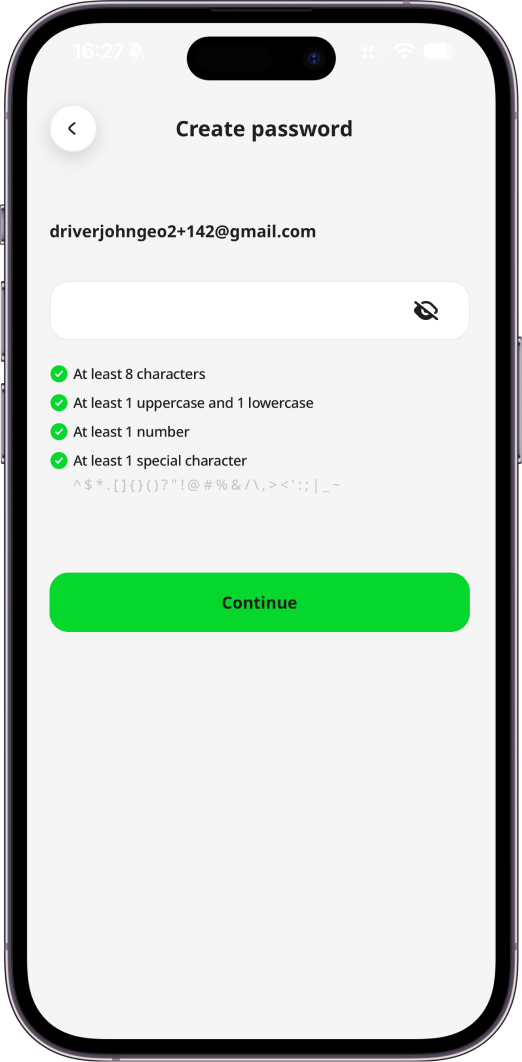 16:27
Create password
driverjohngeo2+142@gmail.com
At least 8 characters
At least 1 uppercase and 1 lowercase
At least 1 number
At least 1 special character
^$*.[]{}()?"!@#%&/\,><':;|_~
Continue